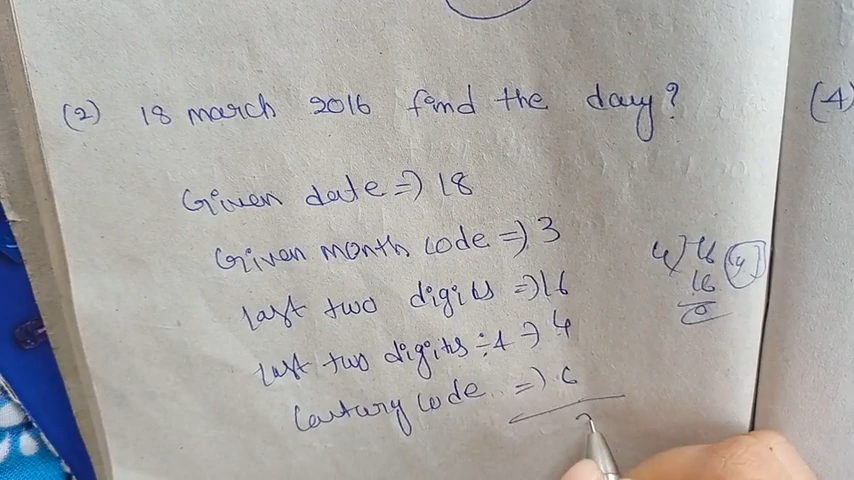 (2) 18 march 2016 find the day?
(4)
Given date => 18
Given month code => 3
Last two digits => 16
Last two digits ÷ 4 => 4
Century code => 6
4) 16 (4
16
0